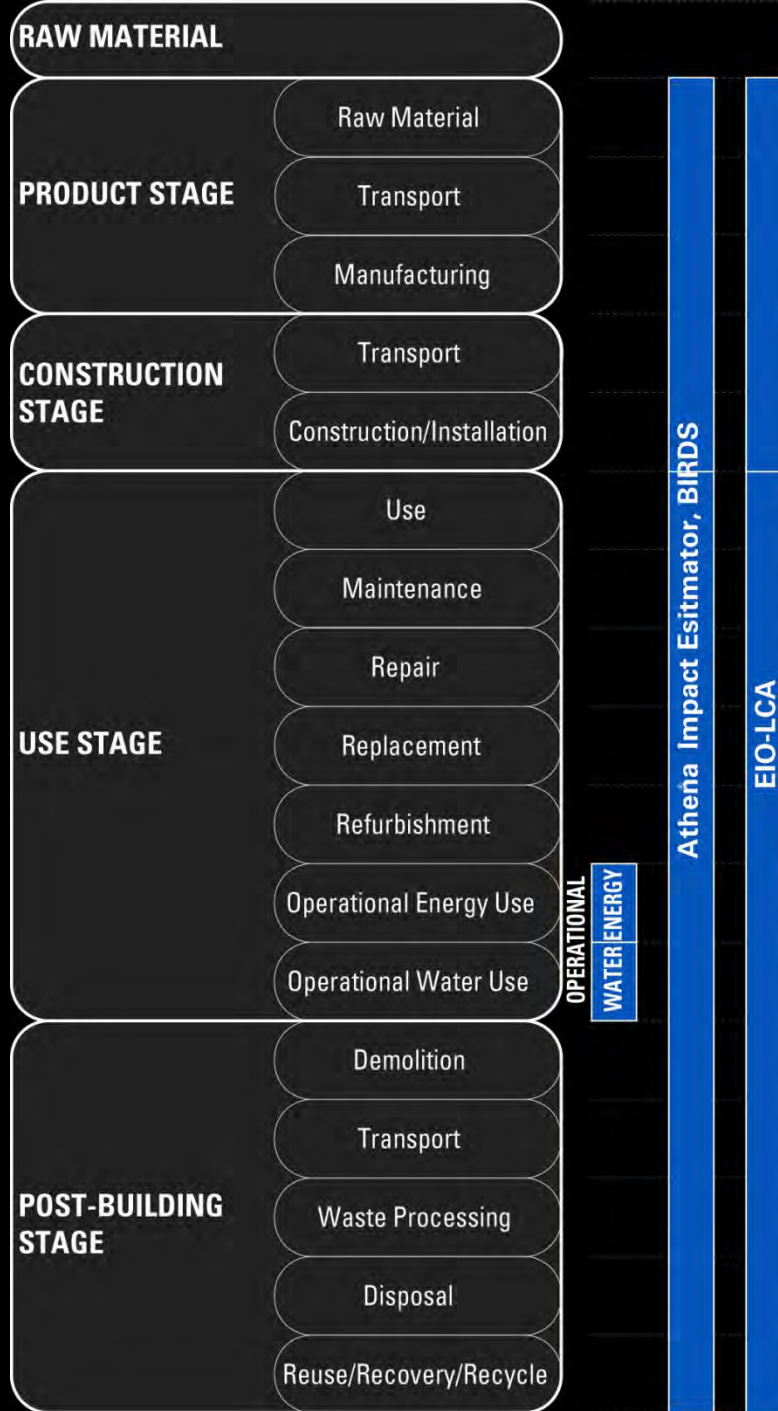 RAW MATERIAL
PRODUCT STAGE
Raw Material
Transport
Manufacturing
CONSTRUCTION
STAGE
Transport
Construction/Installation
USE STAGE
Use
Maintenance
Repair
Replacement
Refurbishment
Operational Energy Use
Operational Water Use
OPERATIONAL
WATER ENERGY
POST-BUILDING
STAGE
Demolition
Transport
Waste Processing
Disposal
Reuse/Recovery/Recycle
Athena Impact Esitmator, BIRDS
EIO-LCA